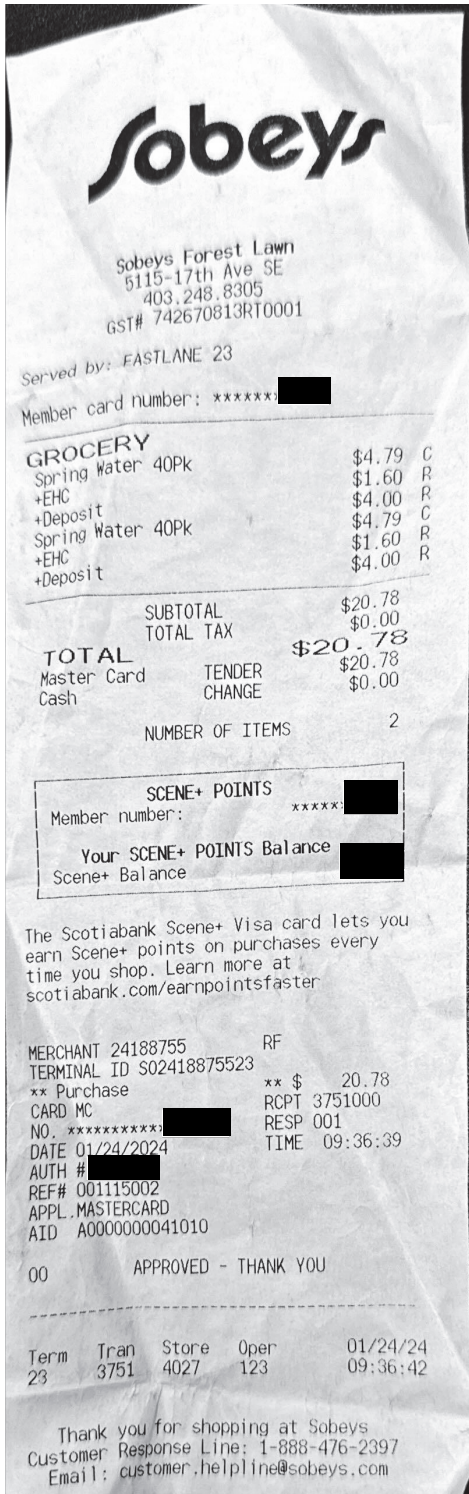 Sobeys
Sobeys Forest Lawn
5115-17th Ave SE
403.248.8305
GST# 742670813RT0001
Served by: FASTLANE 23
Member card number: *******
GROCERY
Spring Water 40Pk $4.79 C
+EHC $1.60 R
+Deposit $4.00 R
Spring Water 40Pk $4.79 C
+EHC $1.60 R
+Deposit $4.00 R
SUBTOTAL $20.78
TOTAL TAX $0.00
TOTAL $20.78
Master Card TENDER $20.78
Cash CHANGE $0.00
NUMBER OF ITEMS 2
SCENE+ POINTS
Member number: *****
Your SCENE+ POINTS Balance
Scene+ Balance
The Scotiabank Scene+ Visa card lets you
earn Scene+ points on purchases every
time you shop. Learn more at
scotiabank.com/earnpointsfaster
MERCHANT 24188755 RF
TERMINAL ID S02418875523
** Purchase ** $ 20.78
CARD MC RCPT 3751000
NO. *********** RESP 001
DATE 01/24/2024 TIME 09:36:39
AUTH #
REF# 001115002
APPL.MASTERCARD
AID A0000000041010
00 APPROVED - THANK YOU
Term Tran Store Oper 01/24/24
23 3751 4027 123 09:36:42
Thank you for shopping at Sobeys
Customer Response Line: 1-888-476-2397
Email: customer.helpline@sobeys.com